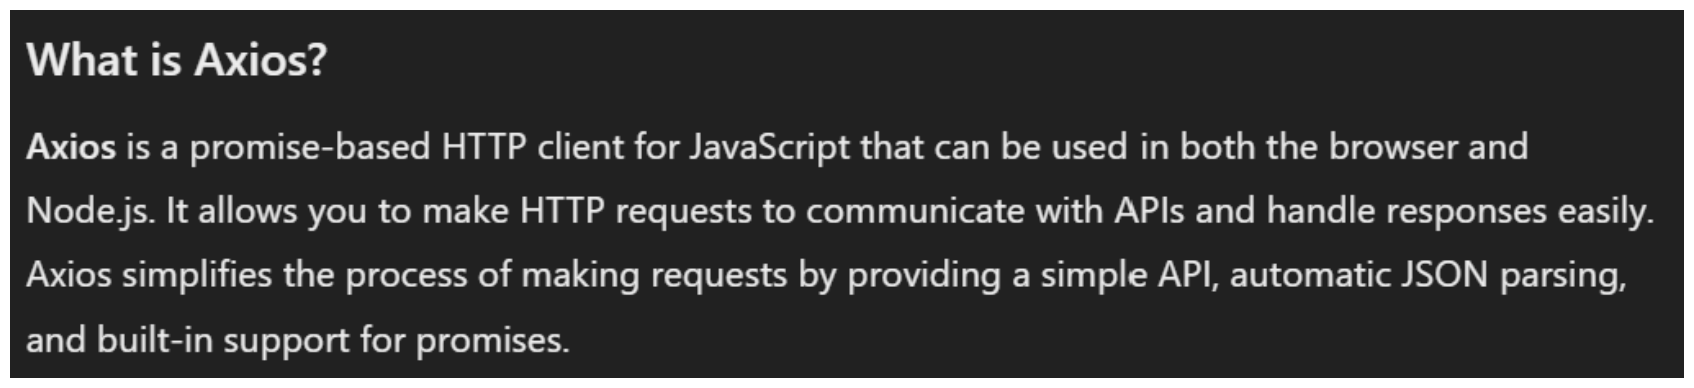 What is Axios?
Axios is a promise-based HTTP client for JavaScript that can be used in both the browser and
Node.js. It allows you to make HTTP requests to communicate with APIs and handle responses easily.
Axios simplifies the process of making requests by providing a simple API, automatic JSON parsing,
and built-in support for promises.